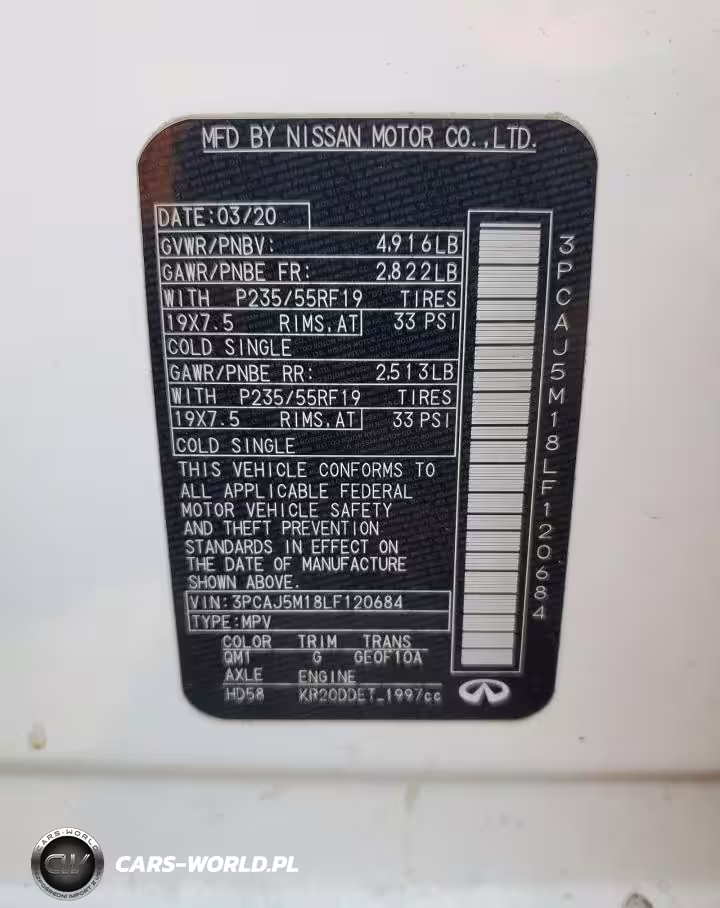 MFD BY NISSAN MOTOR CO.,LTD.
DATE:03/20
GVWR/PNBV: 4,916LB
GAWR/PNBE FR: 2,822LB
WITH P235/55RF19 TIRES
19X7.5 RIMS,AT 33 PSI
COLD SINGLE
GAWR/PNBE RR: 2,513LB
WITH P235/55RF19 TIRES
19X7.5 RIMS,AT 33 PSI
COLD SINGLE
THIS VEHICLE CONFORMS TO
ALL APPLICABLE FEDERAL
MOTOR VEHICLE SAFETY
AND THEFT PREVENTION
STANDARDS IN EFFECT ON
THE DATE OF MANUFACTURE
SHOWN ABOVE.
VIN:3PCAJ5M18LF120684
TYPE:MPV
COLOR TRIM TRANS
QM1 G GE0F10A
AXLE ENGINE
HD58 KR20DDET_1997cc
3PCAJ5M18LF120684
CARS-WORLD
CW
CARS-WORLD.PL